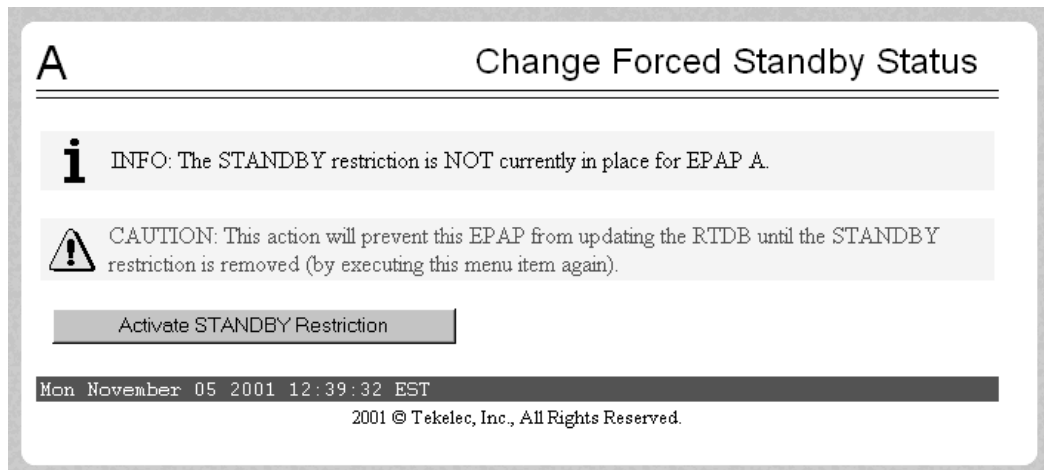 A
Change Forced Standby Status
INFO: The STANDBY restriction is NOT currently in place for EPAP A.
CAUTION: This action will prevent this EPAP from updating the RTDB until the STANDBY
restriction is removed (by executing this menu item again).
Activate STANDBY Restriction
Mon November 05 2001 12:39:32 EST
2001 © Tekelec, Inc., All Rights Reserved.